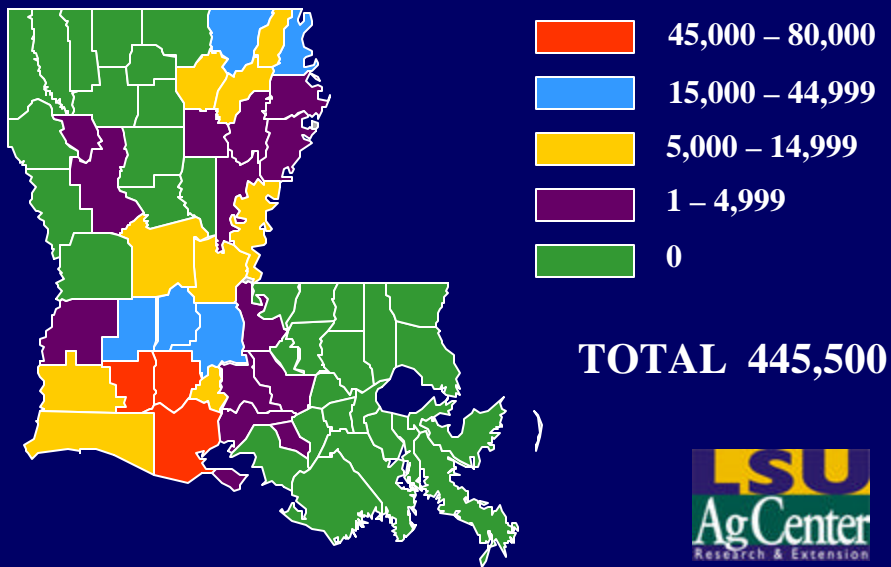 45,000 – 80,000
15,000 – 44,999
5,000 – 14,999
1 – 4,999
0
TOTAL 445,500
LSU
AgCenter
Research & Extension